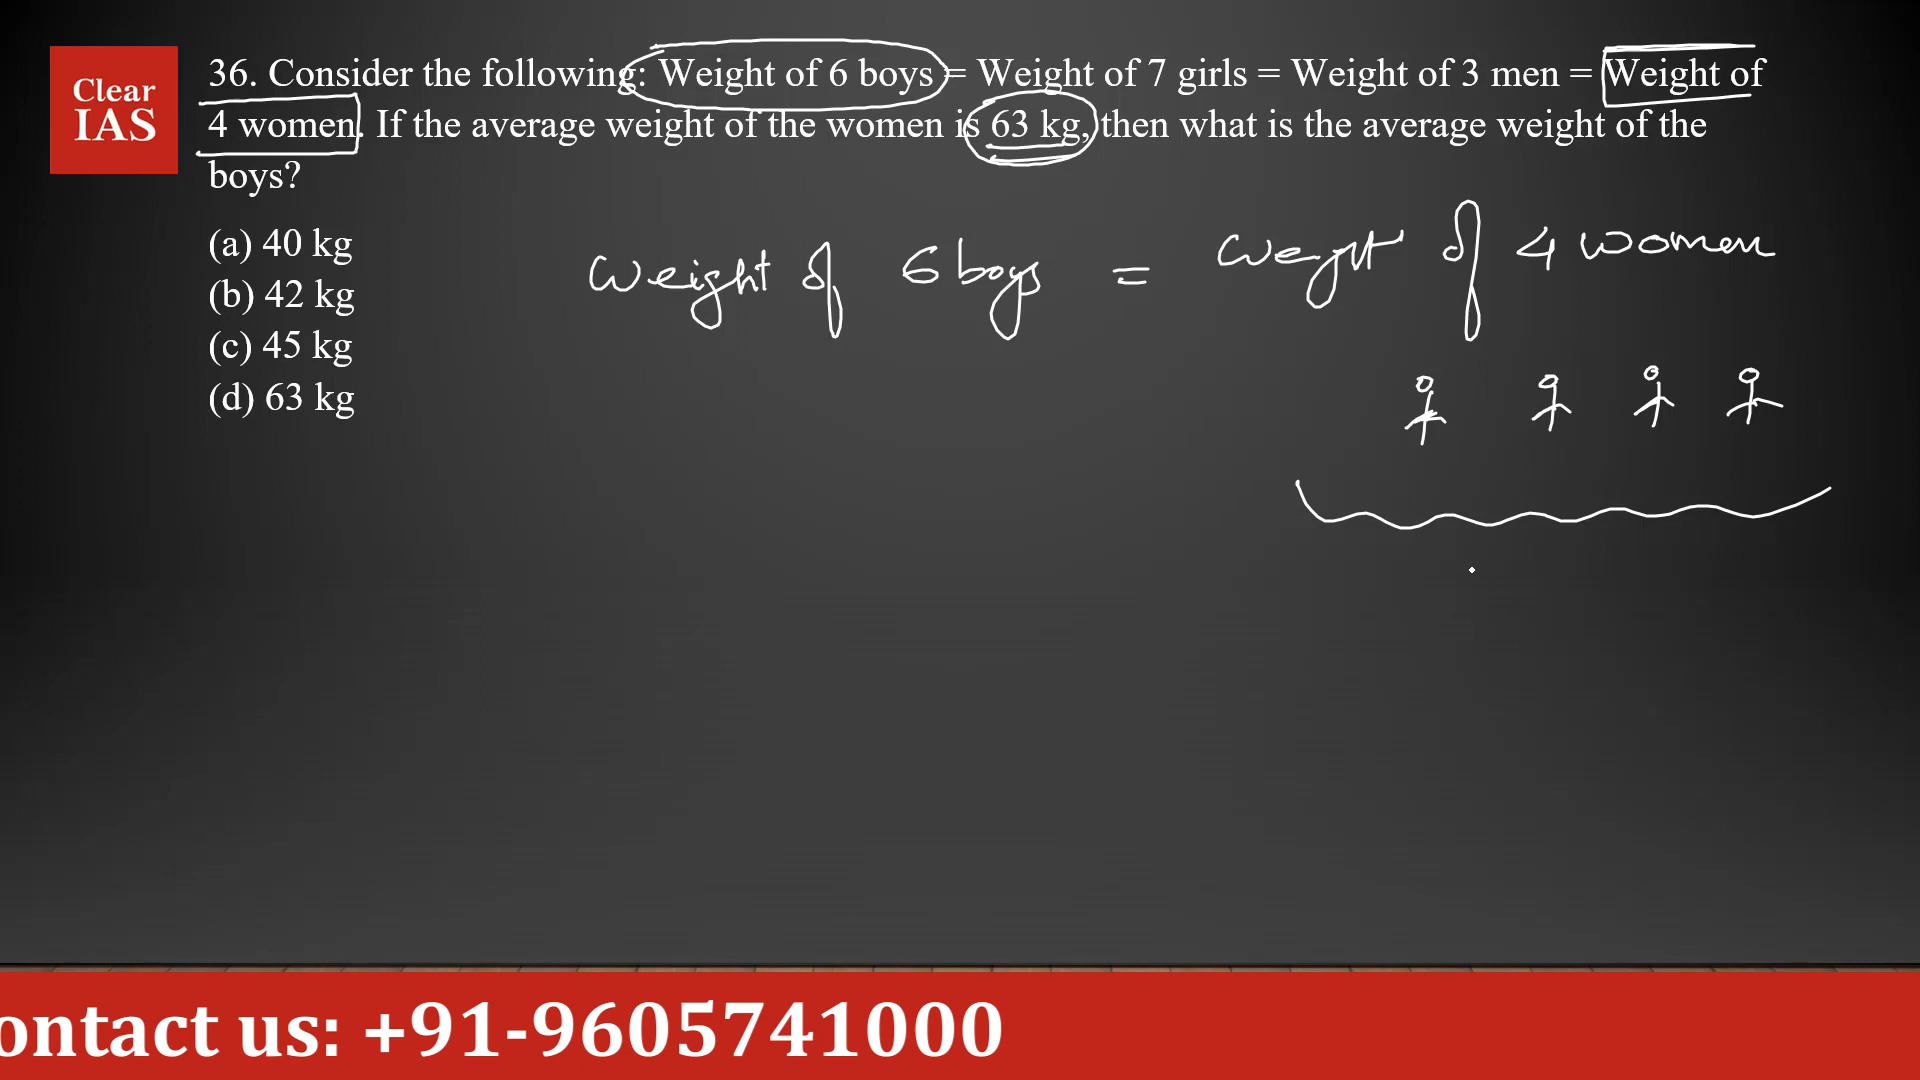 Clear
IAS
36. Consider the following: Weight of 6 boys = Weight of 7 girls = Weight of 3 men = Weight of
4 women. If the average weight of the women is 63 kg, then what is the average weight of the
boys?
(a) 40 kg
(b) 42 kg
(c) 45 kg
(d) 63 kg
Weight of 6 boys = Weight of 4 women
ontact us: +91-9605741000